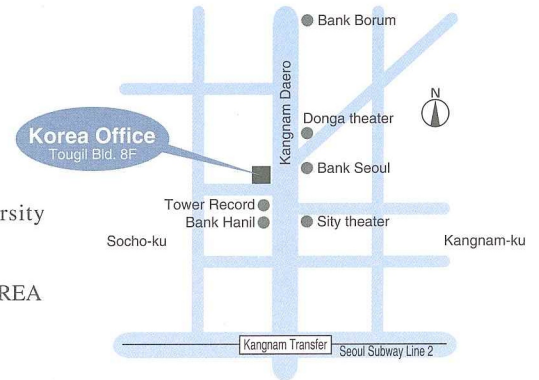 Bank Borum
Kangnam Daero
N
Donga theater
Korea Office
Tougil Bld. 8F
Bank Seoul
Tower Record
Bank Hanil
Sity theater
Socho-ku
Kangnam-ku
REA
Kangnam Transfer
Seoul Subway Line 2